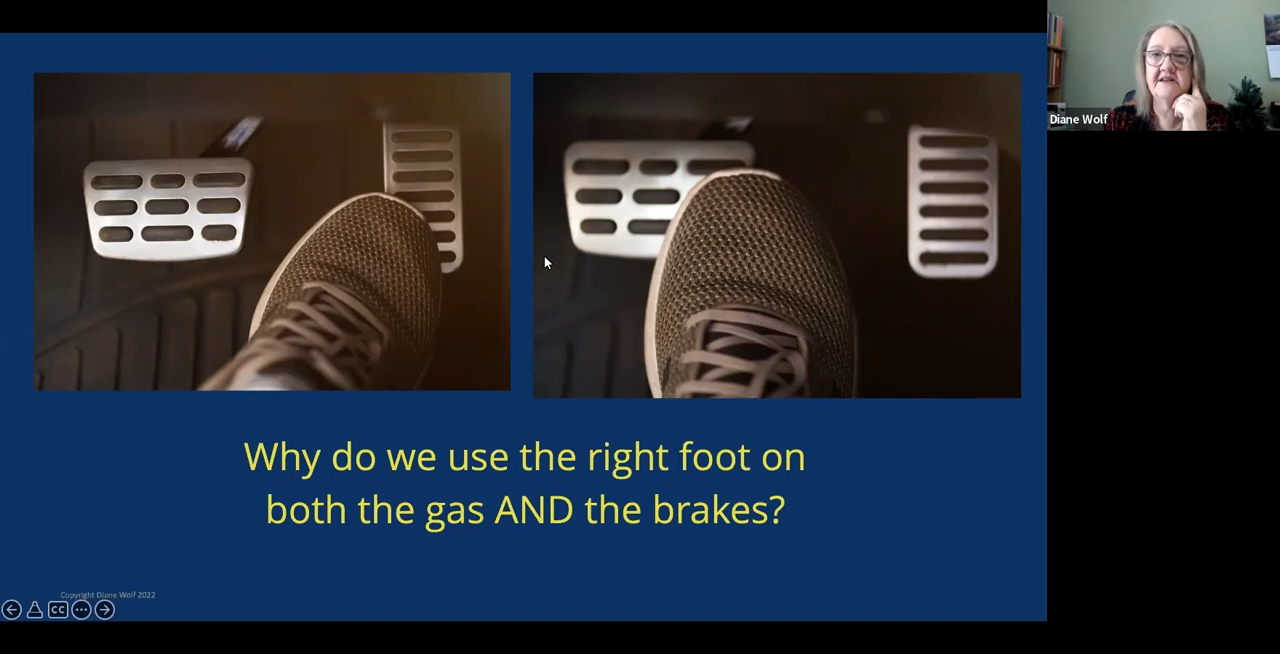 Diane Wolf
Why do we use the right foot on
both the gas AND the brakes?
Copyright Diane Wolf 2022
CC